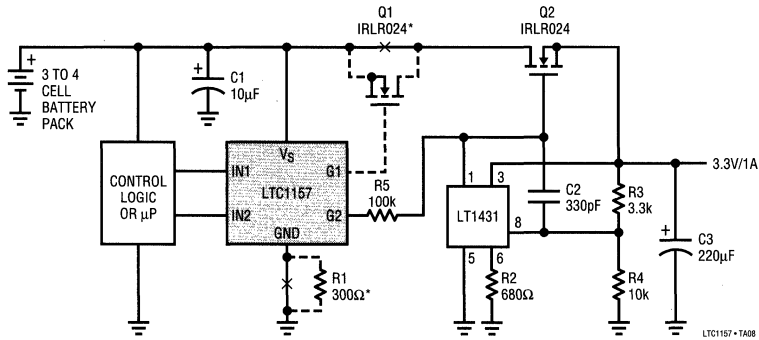 Q1
IRLR024*
Q2
IRLR024
+
3 TO 4
CELL
BATTERY
PACK
+
C1
10µF
CONTROL
LOGIC
OR µP
VS
IN1
G1
LTC1157
IN2
G2
GND
R5
100k
1
3
LT1431
8
5
6
C2
330pF
R3
3.3k
3.3V/1A
+
C3
220µF
R1
300Ω*
R2
680Ω
R4
10k
LTC1157 • TA08